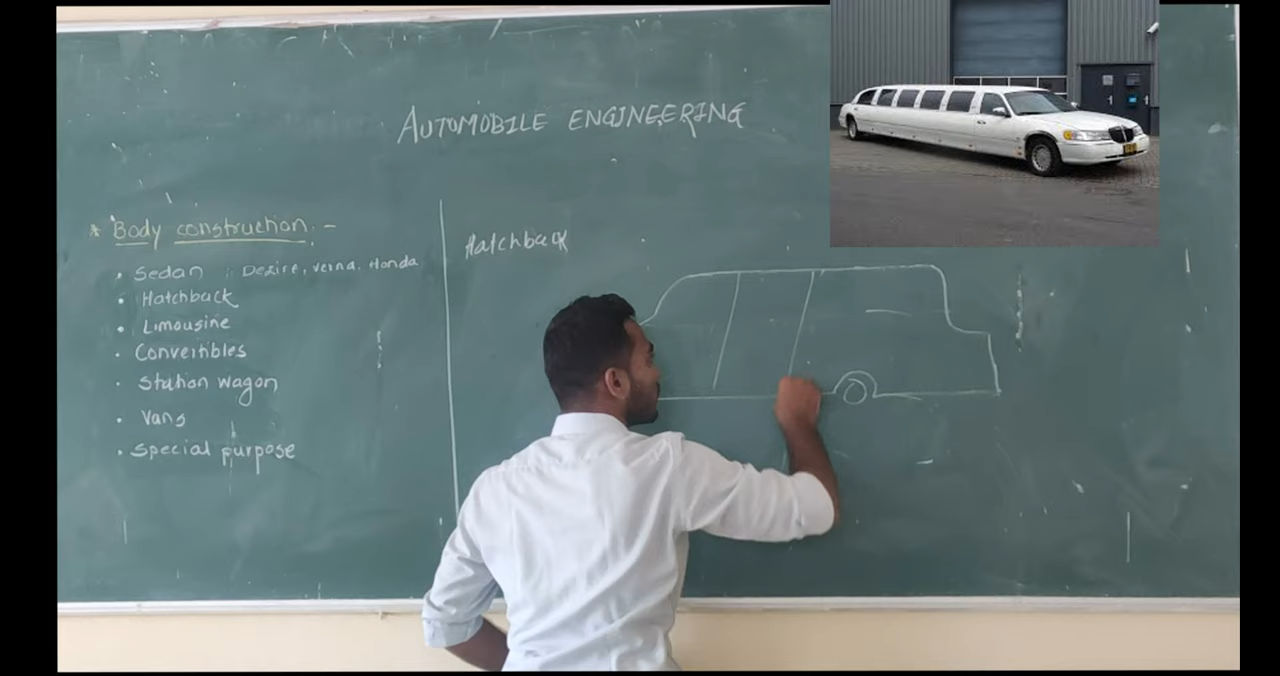 AUTOMOBILE ENGINEERING
* Body construction :-
• Sedan : Dezire, verna, Honda
• Hatchback
• Limousine
• Convertibles
• Station wagon
• Vans
• Special purpose
Hatchback